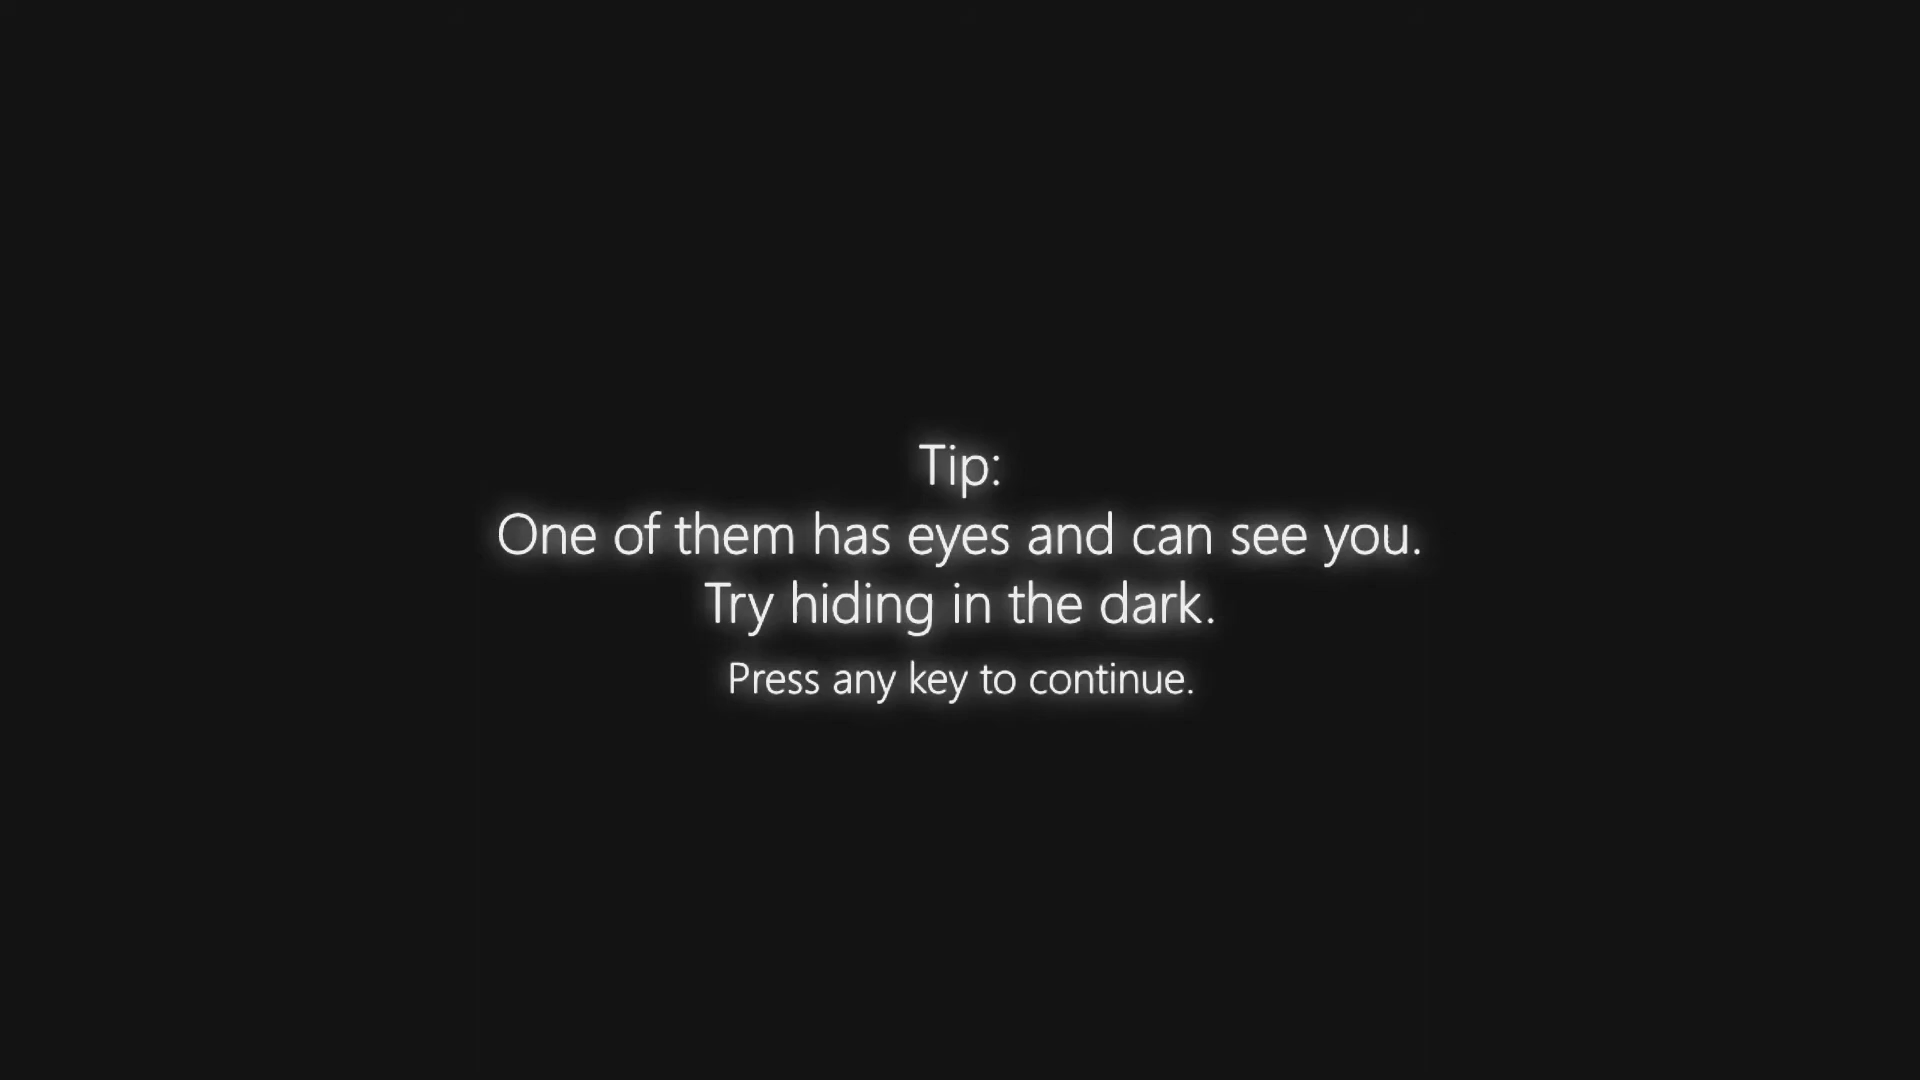 Tip:
One of them has eyes and can see you.
Try hiding in the dark.
Press any key to continue.